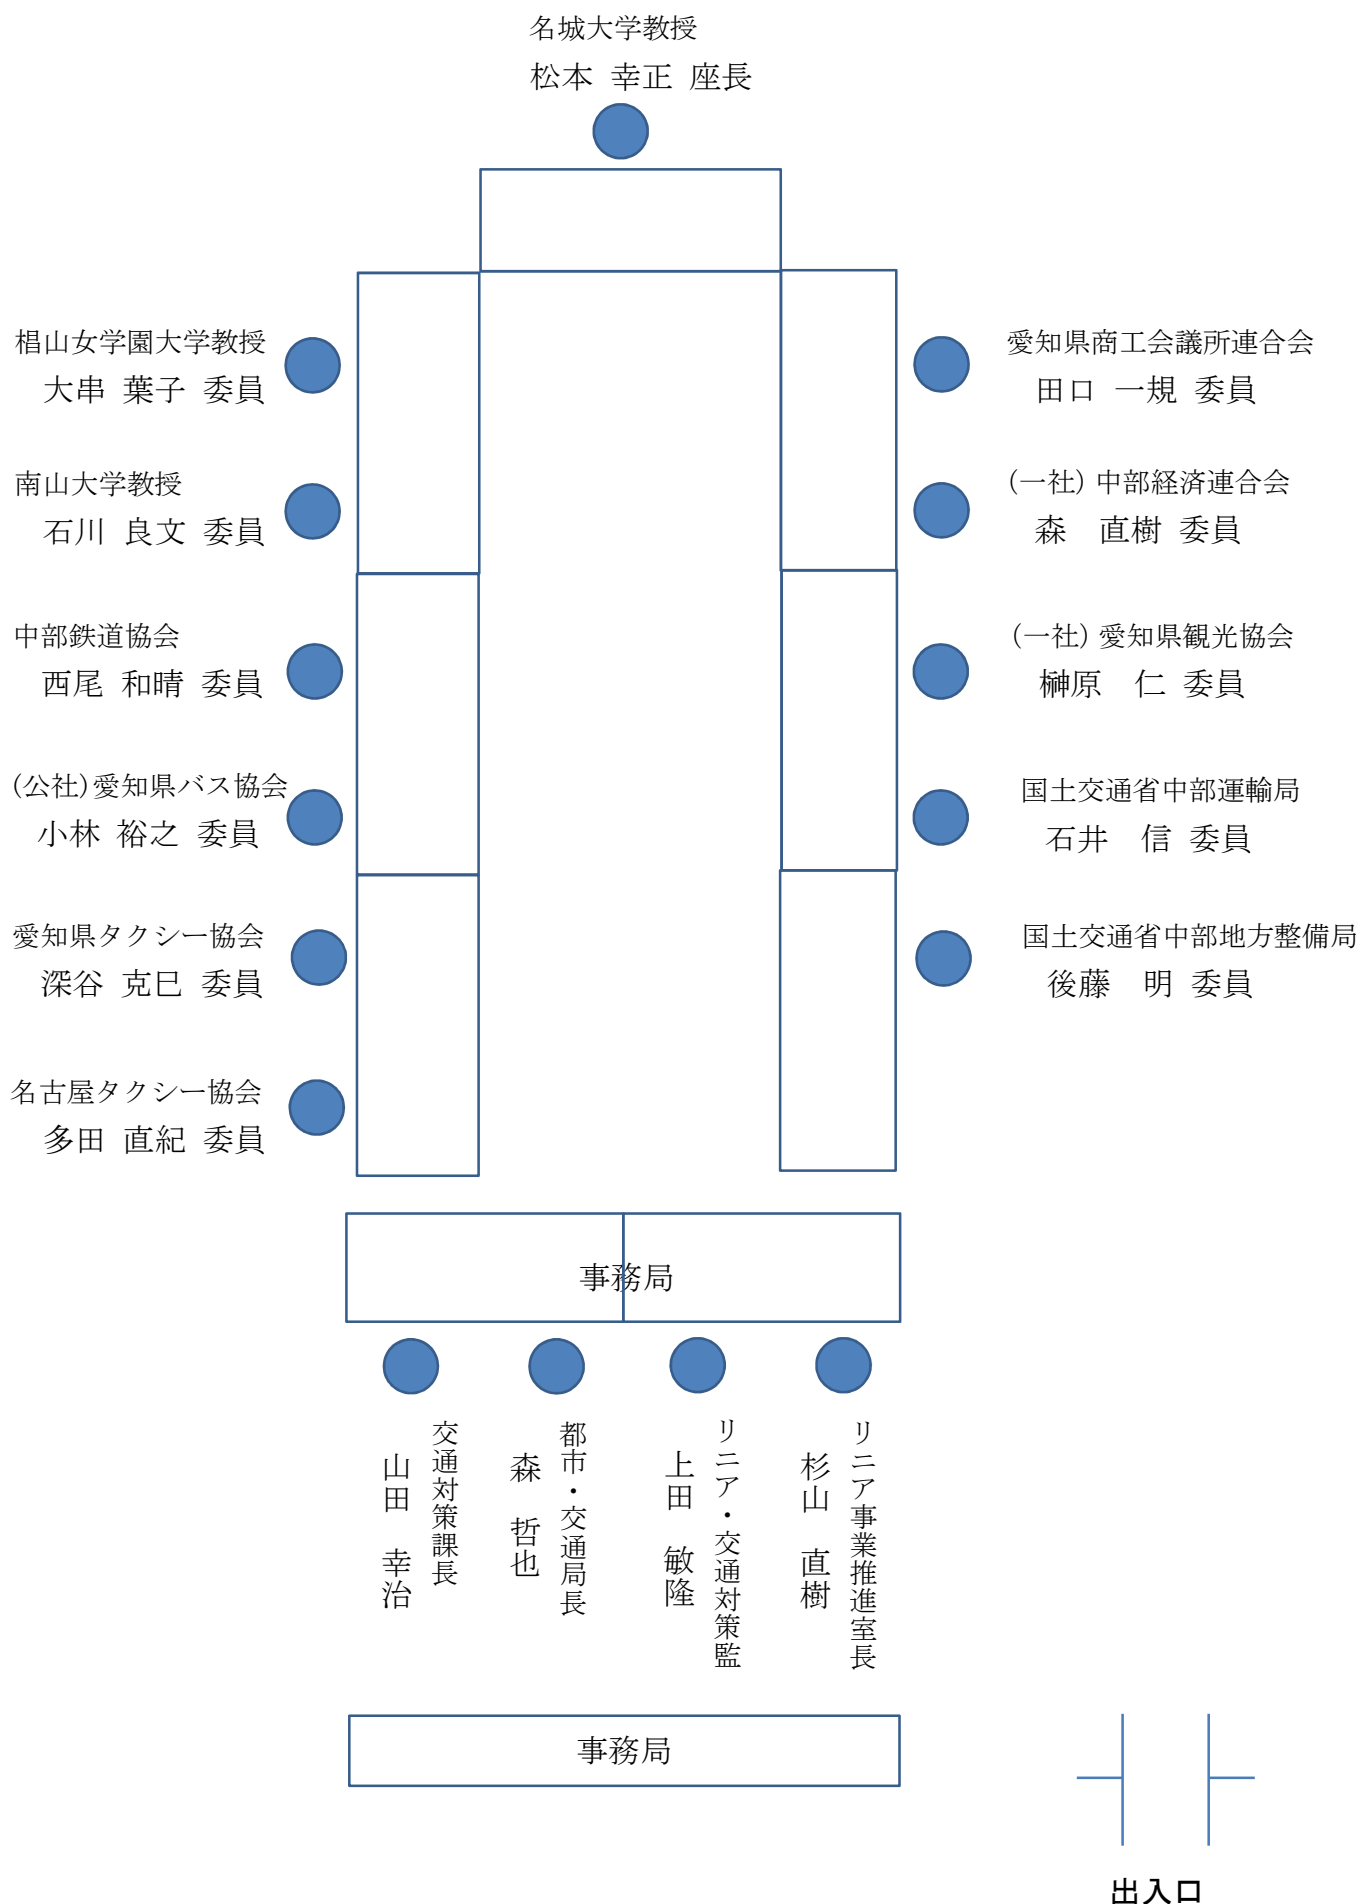 名城大学教授
松本 幸正 座長
椙山女学園大学教授
大串 葉子 委員
南山大学教授
石川 良文 委員
中部鉄道協会
西尾 和晴 委員
(公社)愛知県バス協会
小林 裕之 委員
愛知県タクシー協会
深谷 克巳 委員
名古屋タクシー協会
多田 直紀 委員
愛知県商工会議所連合会
田口 一規 委員
(一社)中部経済連合会
森 直樹 委員
(一社)愛知県観光協会
榊原 仁 委員
国土交通省中部運輸局
石井 信 委員
国土交通省中部地方整備局
後藤 明 委員
事務局
交通対策課長
山田 幸治
都市・交通局長
森 哲也
リニア・交通対策監
上田 敏隆
リニア事業推進室長
杉山 直樹
事務局
出入口